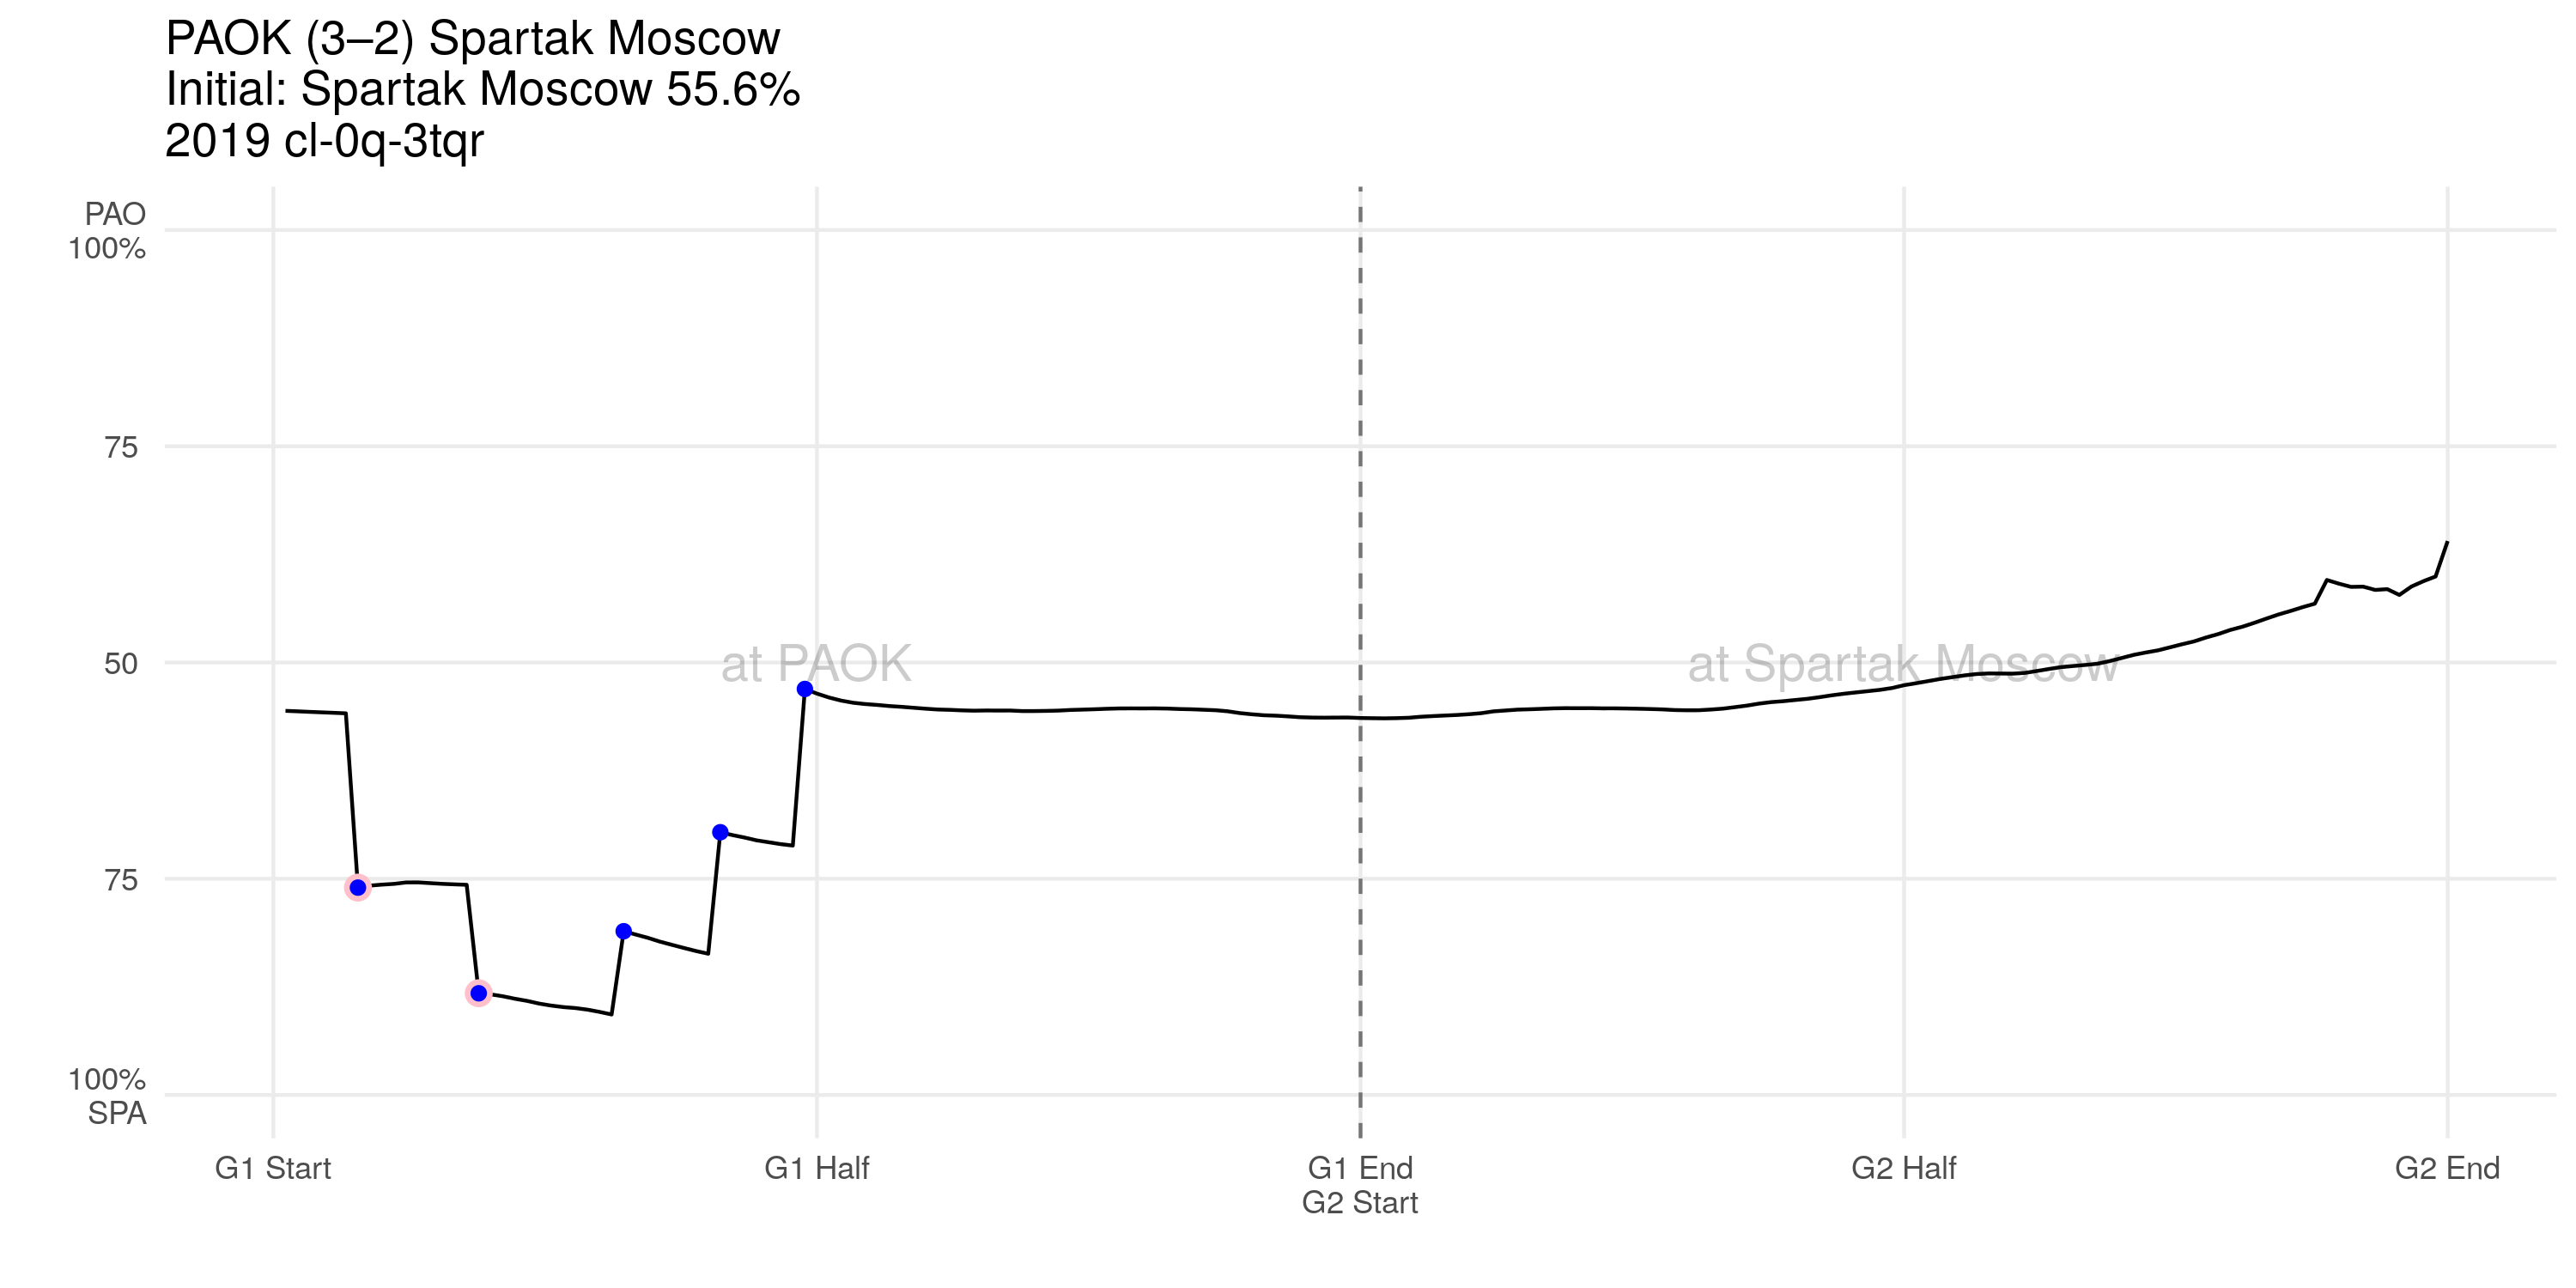 PAOK (3–2) Spartak Moscow
Initial: Spartak Moscow 55.6%
2019 cl-0q-3tqr
PAO
100%
75
50
75
100%
SPA
at PAOK
at Spartak Moscow
G1 Start
G1 Half
G1 End
G2 Start
G2 Half
G2 End